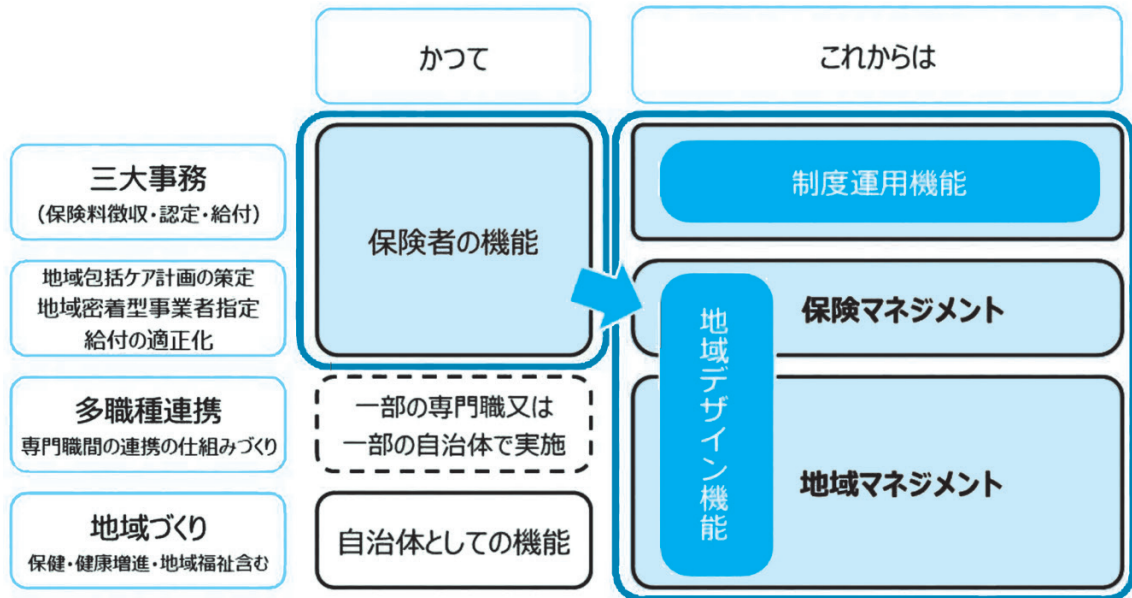 かつて
これからは
三大事務
(保険料徴収・認定・給付)
保険者の機能
制度運用機能
地域包括ケア計画の策定
地域密着型事業者指定
給付の適正化
保険マネジメント
地域デザイン機能
多職種連携
専門職間の連携の仕組みづくり
一部の専門職又は
一部の自治体で実施
地域マネジメント
地域づくり
保健・健康増進・地域福祉含む
自治体としての機能